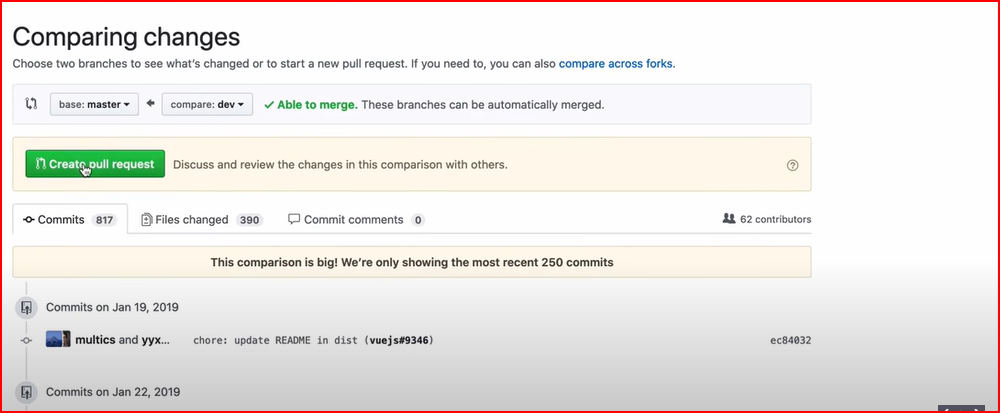 Comparing changes
Choose two branches to see what's changed or to start a new pull request. If you need to, you can also compare across forks.
base: master compare: dev Able to merge. These branches can be automatically merged.
Create pull request Discuss and review the changes in this comparison with others.
Commits 817 Files changed 390 Commit comments 0 62 contributors
This comparison is big! We're only showing the most recent 250 commits
Commits on Jan 19, 2019
multics and yyx... chore: update README in dist (vuejs#9346) ec84032
Commits on Jan 22, 2019